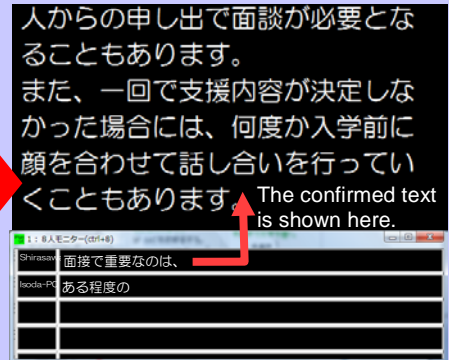 人からの申し出で面談が必要とな
ることもあります。
また、一回で支援内容が決定しな
かった場合には、何度か入学前に
顔を合わせて話し合いを行ってい
くこともあります。
The confirmed text
is shown here.
1：8人モニター(ctrl+8)
Shirasawa 面接で重要なのは、
Isoda-PC ある程度の